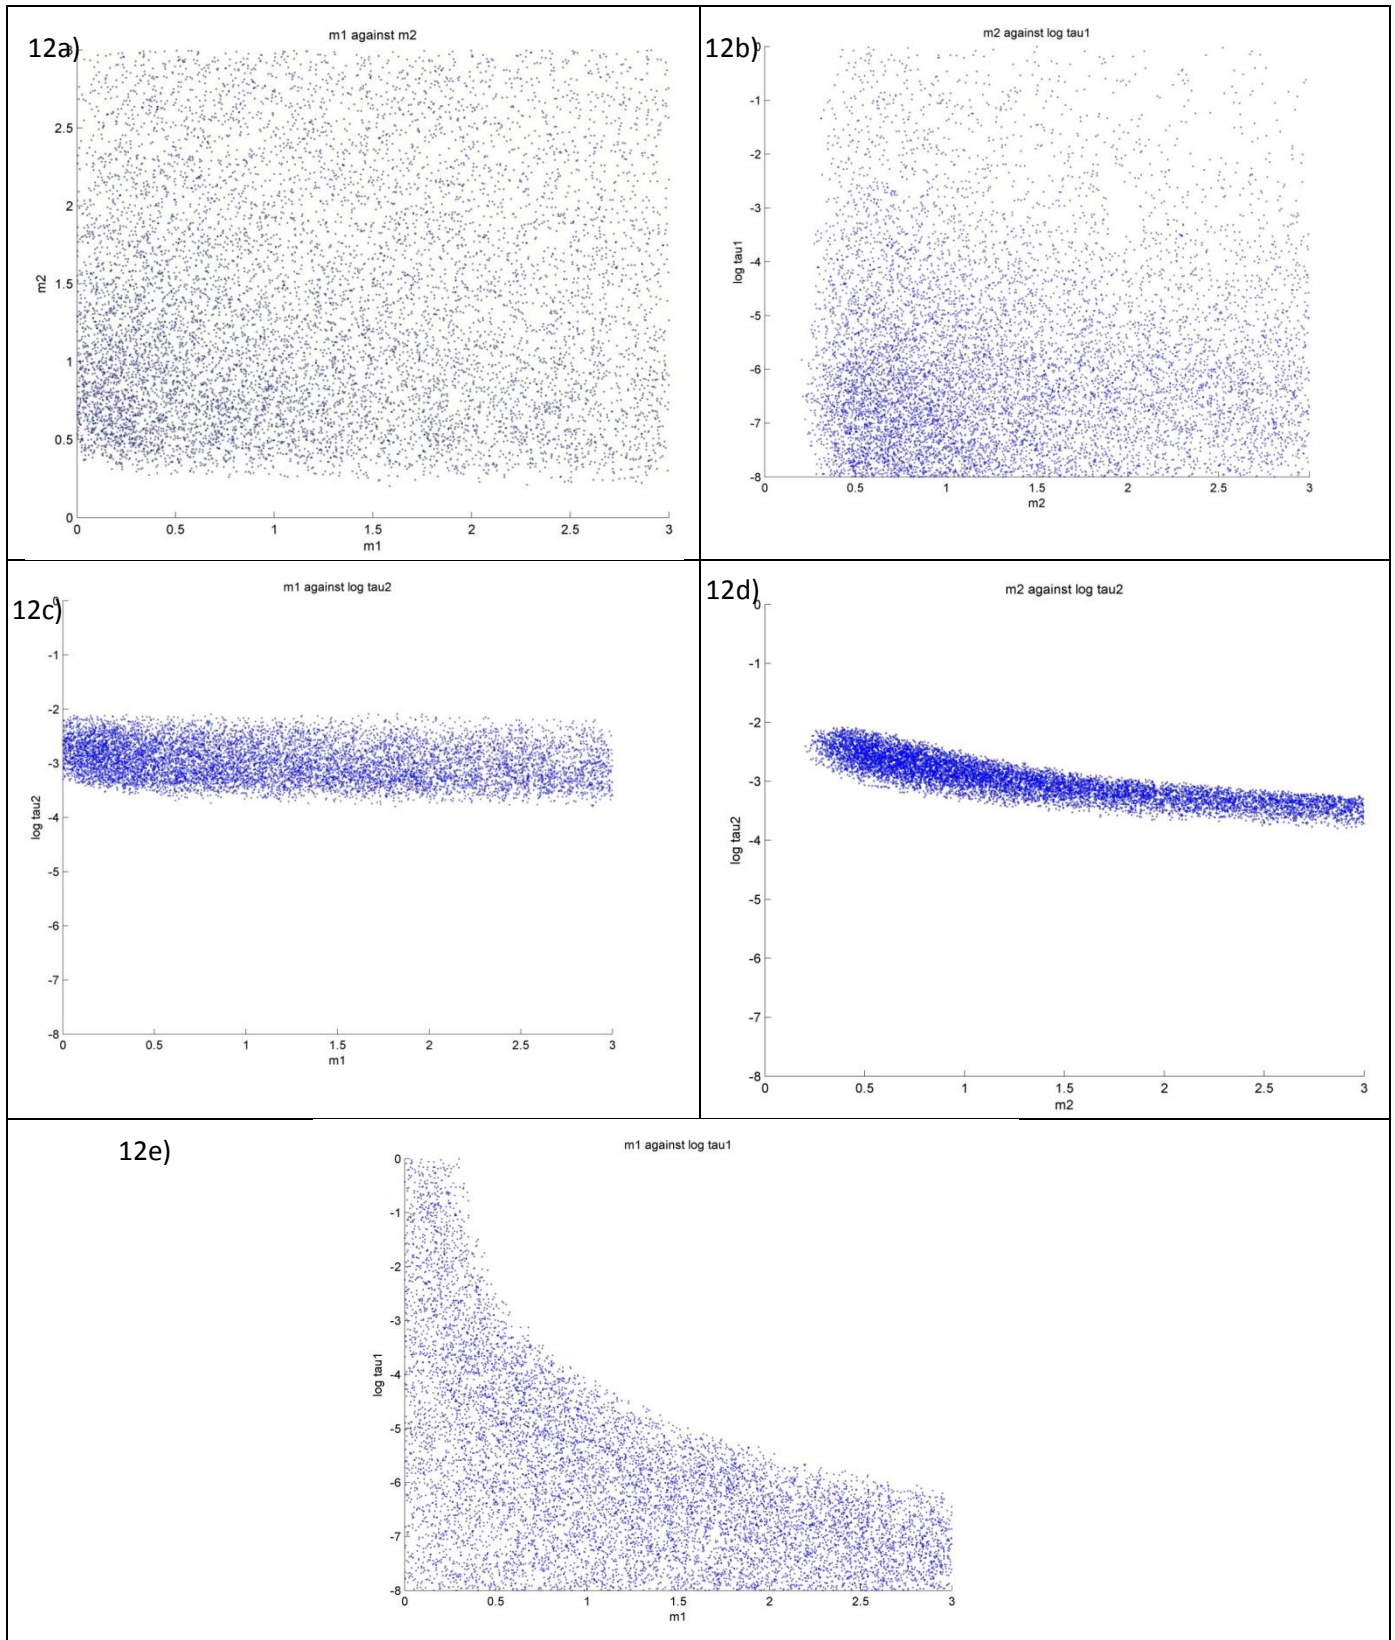 12a)
m1 against m2
3
2.5
2
1.5
1
0.5
0
m2
0 0.5 1 1.5 2 2.5 3
m1
12b)
m2 against log tau1
0
-1
-2
-3
-4
-5
-6
-7
-8
log tau1
0 0.5 1 1.5 2 2.5 3
m2
12c)
m1 against log tau2
0
-1
-2
-3
-4
-5
-6
-7
-8
log tau2
0 0.5 1 1.5 2 2.5 3
m1
12d)
m2 against log tau2
0
-1
-2
-3
-4
-5
-6
-7
-8
log tau2
0 0.5 1 1.5 2 2.5 3
m2
12e)
m1 against log tau1
0
-1
-2
-3
-4
-5
-6
-7
-8
log tau1
0 0.5 1 1.5 2 2.5 3
m1